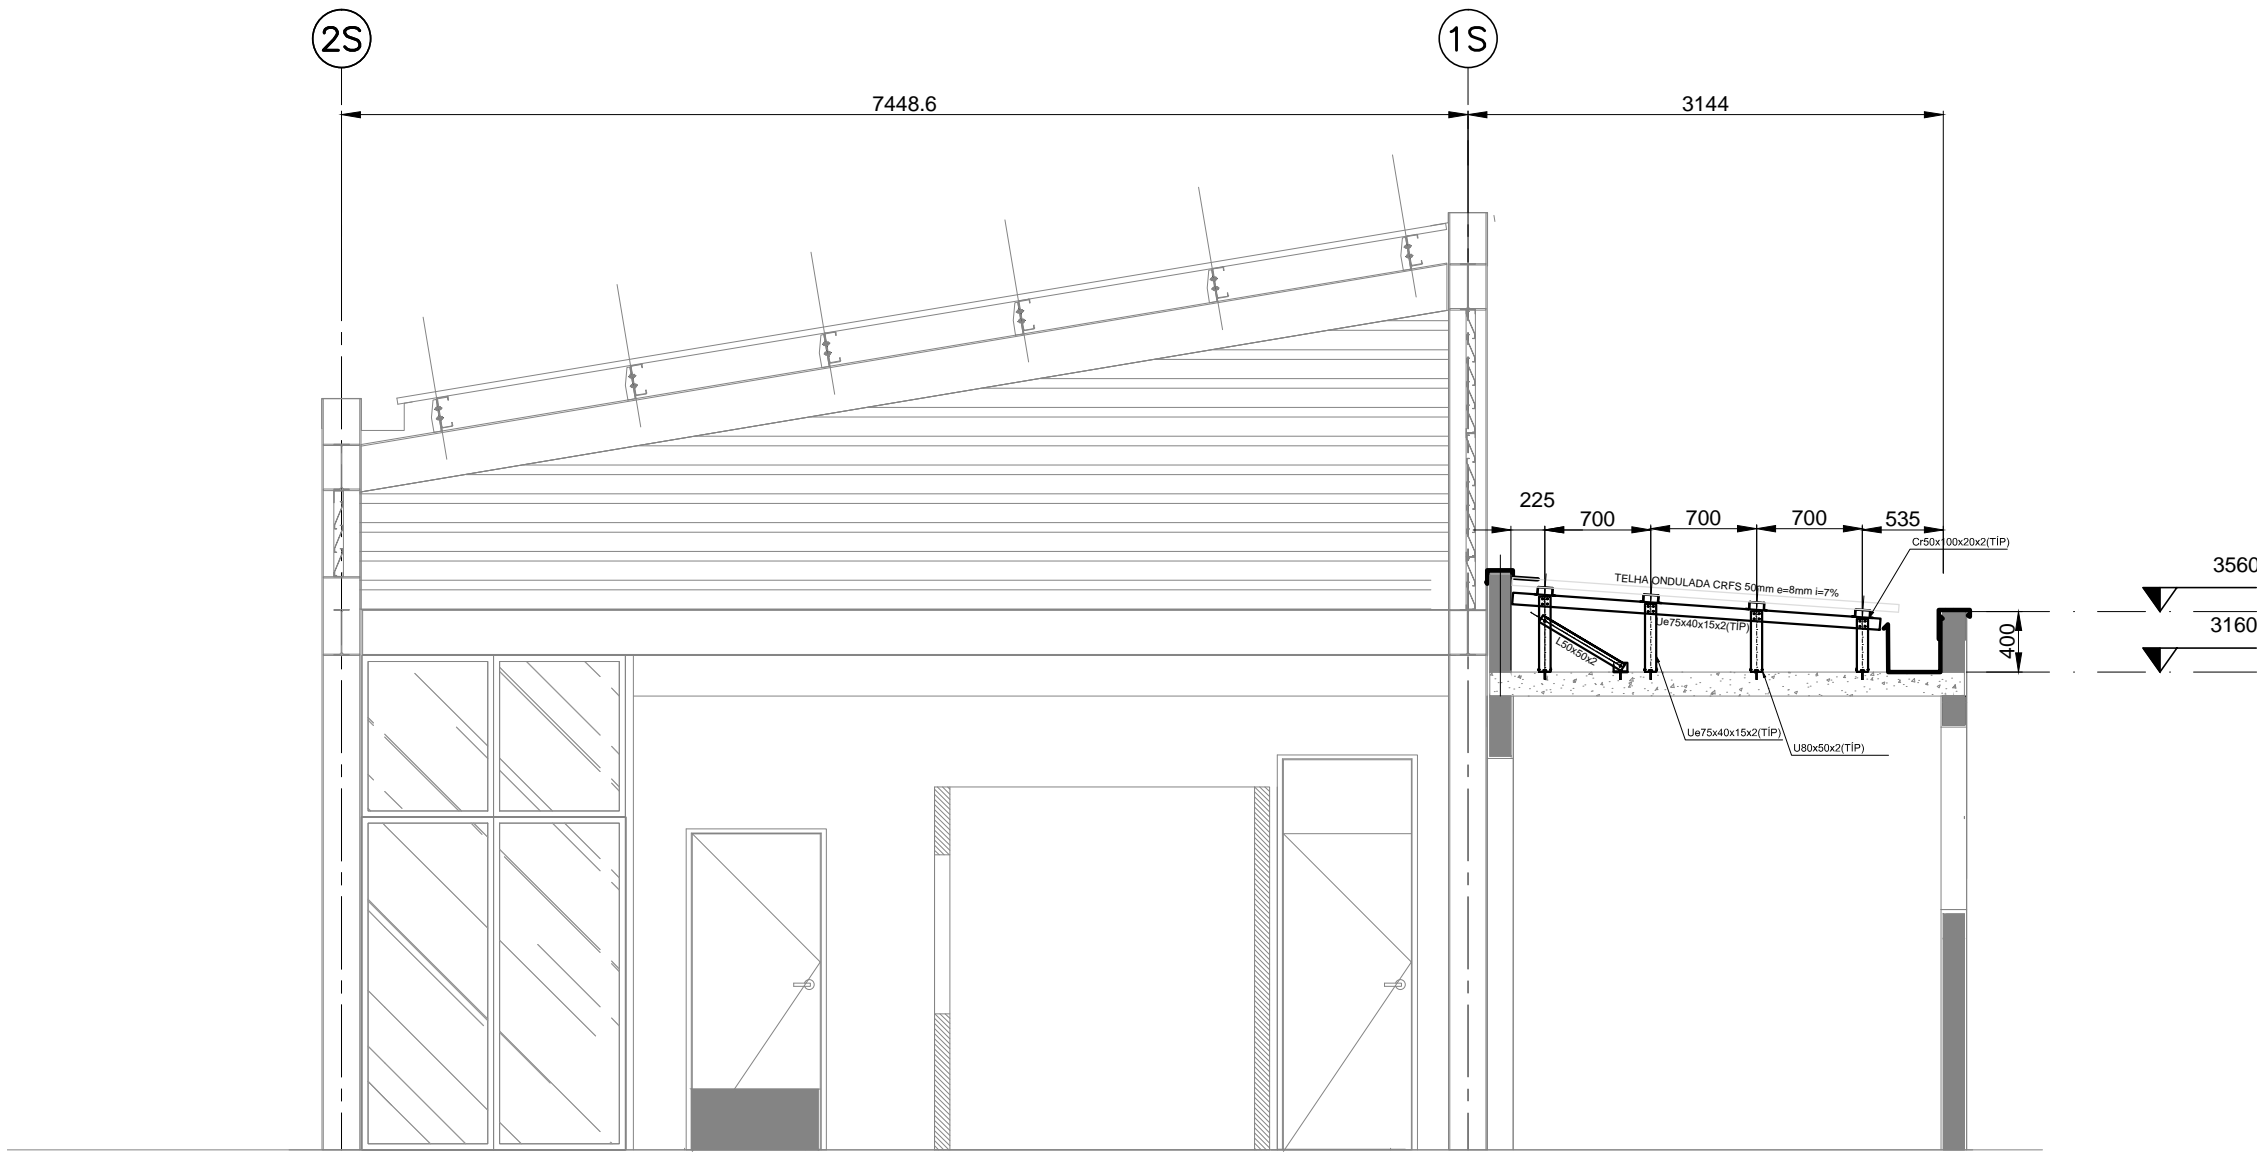 2S
1S
7448.6
3144
225
700
700
700
535
Cr50x100x20x2(TÍP)
3560
TELHA ONDULADA CRFS 50mm e=8mm i=7%
Ue75x40x15x2(TÍP)
3160
400
L50x50x2
Ue75x40x15x2(TÍP)
U80x50x2(TÍP)